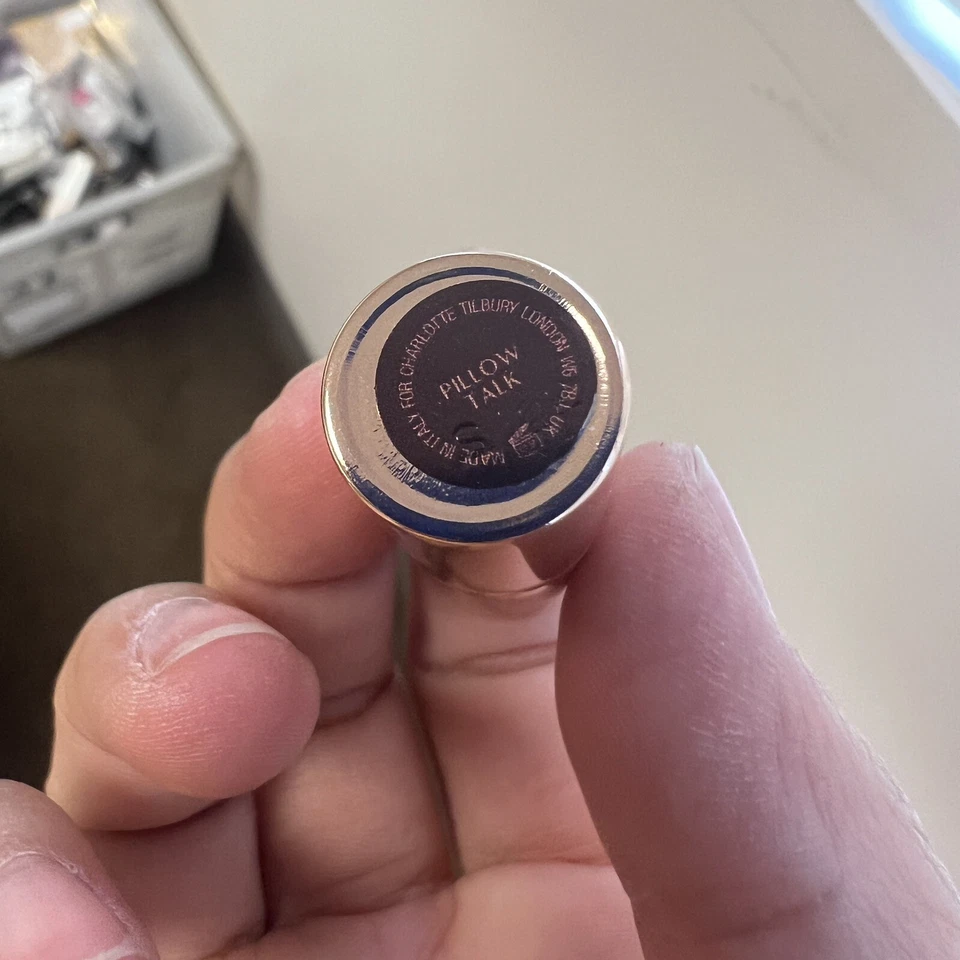 PILLOW
TALK
MADE IN ITALY FOR CHARLOTTE TILBURY LONDON W6 7BJ, UK